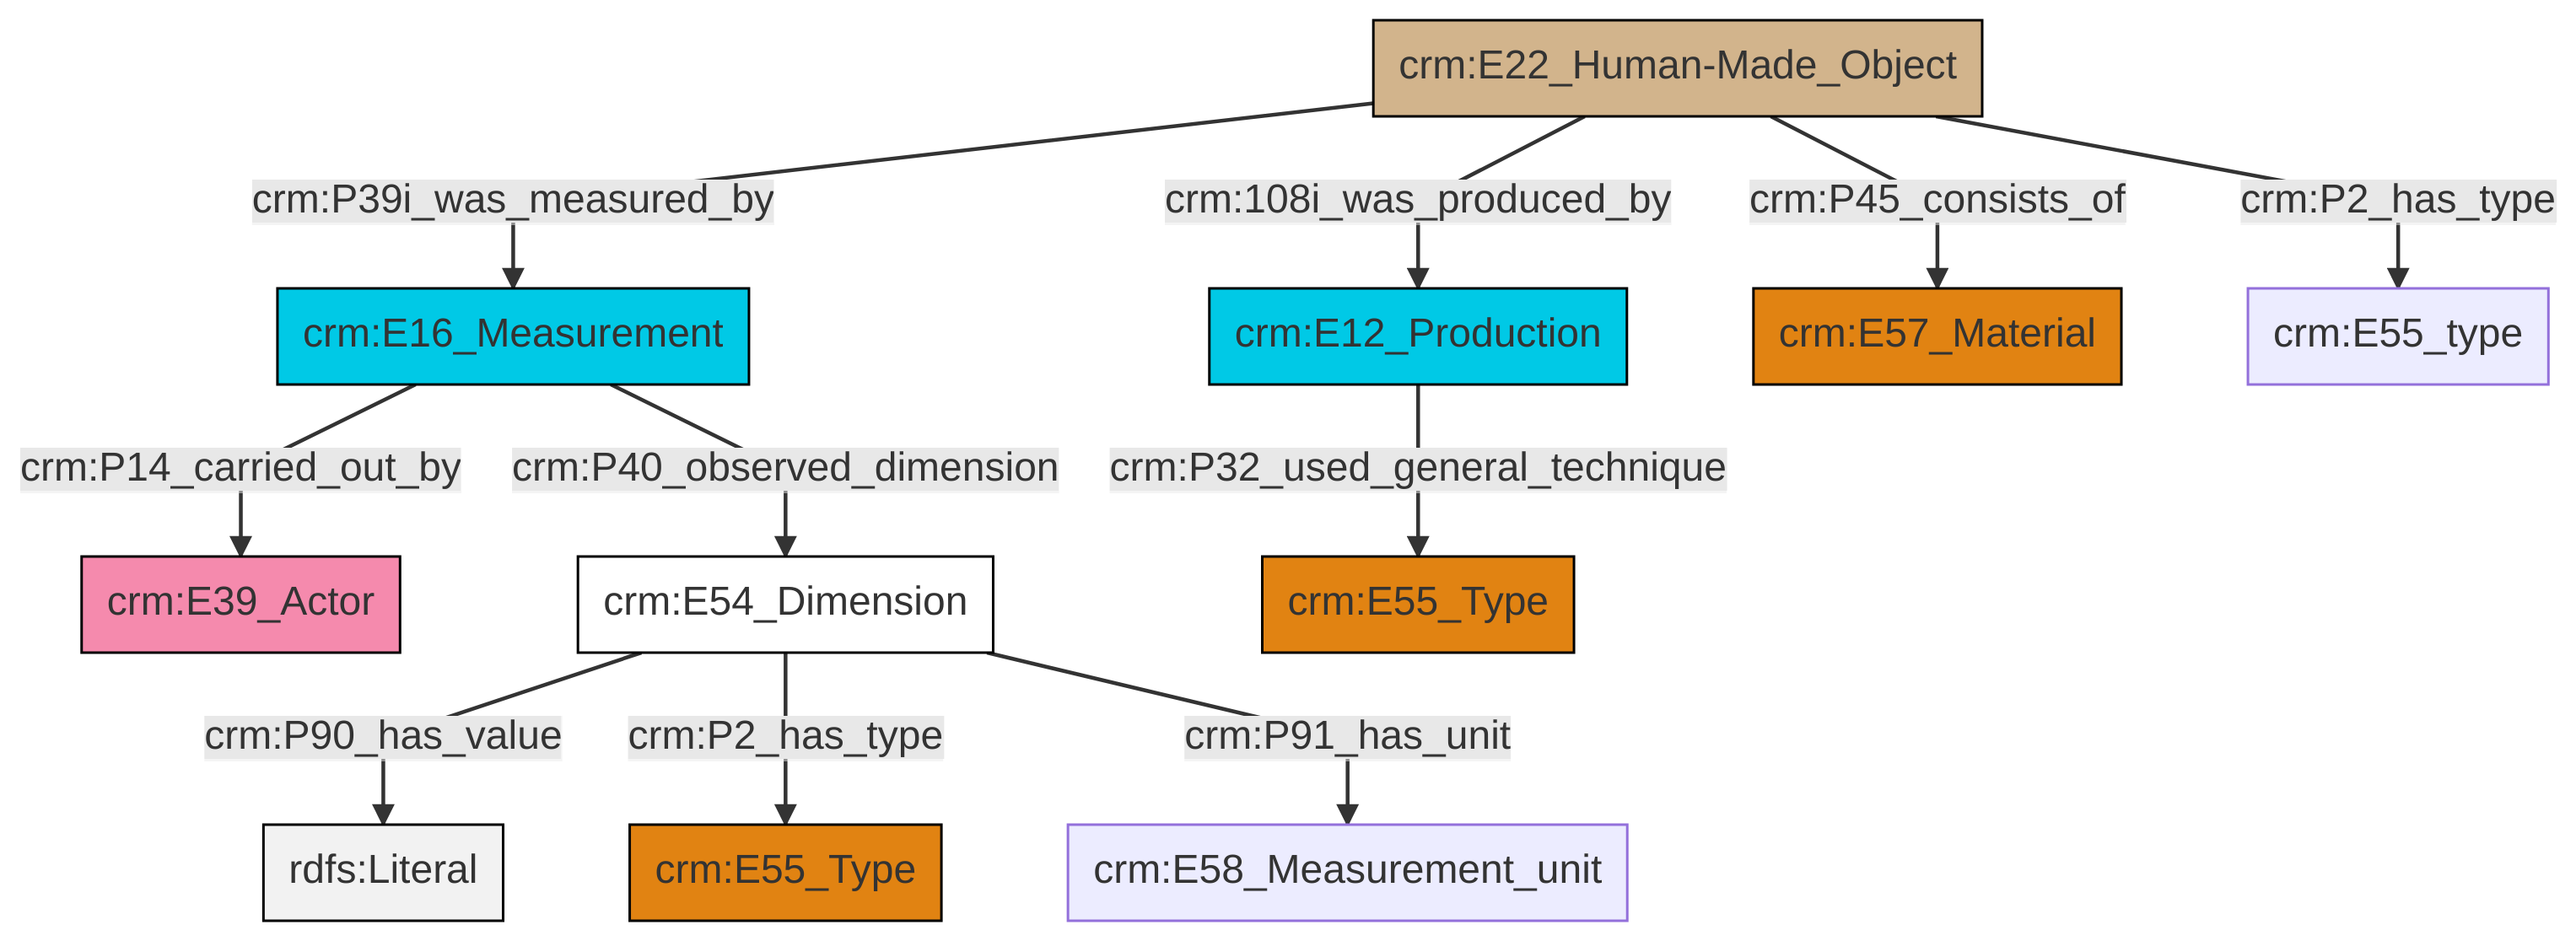 crm:E22_Human-Made_Object
crm:P39i_was_measured_by
crm:108i_was_produced_by
crm:P45_consists_of
crm:P2_has_type
crm:E16_Measurement
crm:E12_Production
crm:E57_Material
crm:E55_type
crm:P14_carried_out_by
crm:P40_observed_dimension
crm:P32_used_general_technique
crm:E39_Actor
crm:E54_Dimension
crm:E55_Type
crm:P90_has_value
crm:P2_has_type
crm:P91_has_unit
rdfs:Literal
crm:E55_Type
crm:E58_Measurement_unit